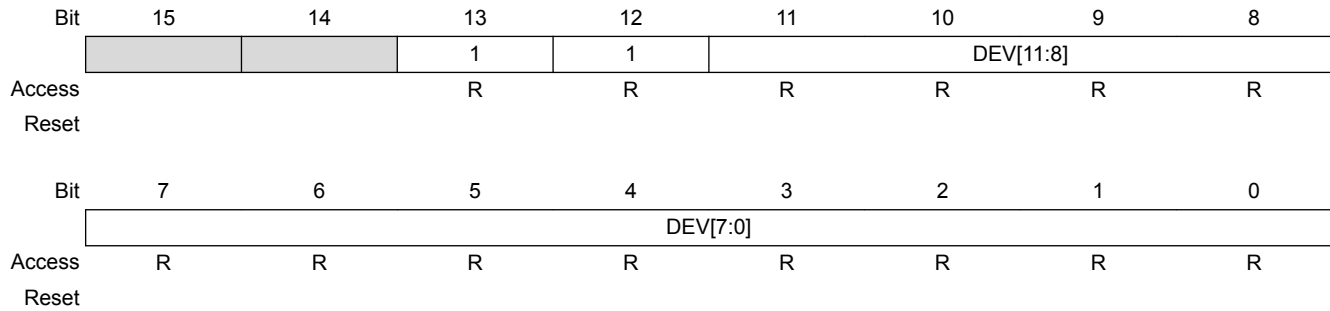 Bit 15 14 13 12 11 10 9 8
1 1 DEV[11:8]
Access R R R R R R
Reset
Bit 7 6 5 4 3 2 1 0
DEV[7:0]
Access R R R R R R R R
Reset